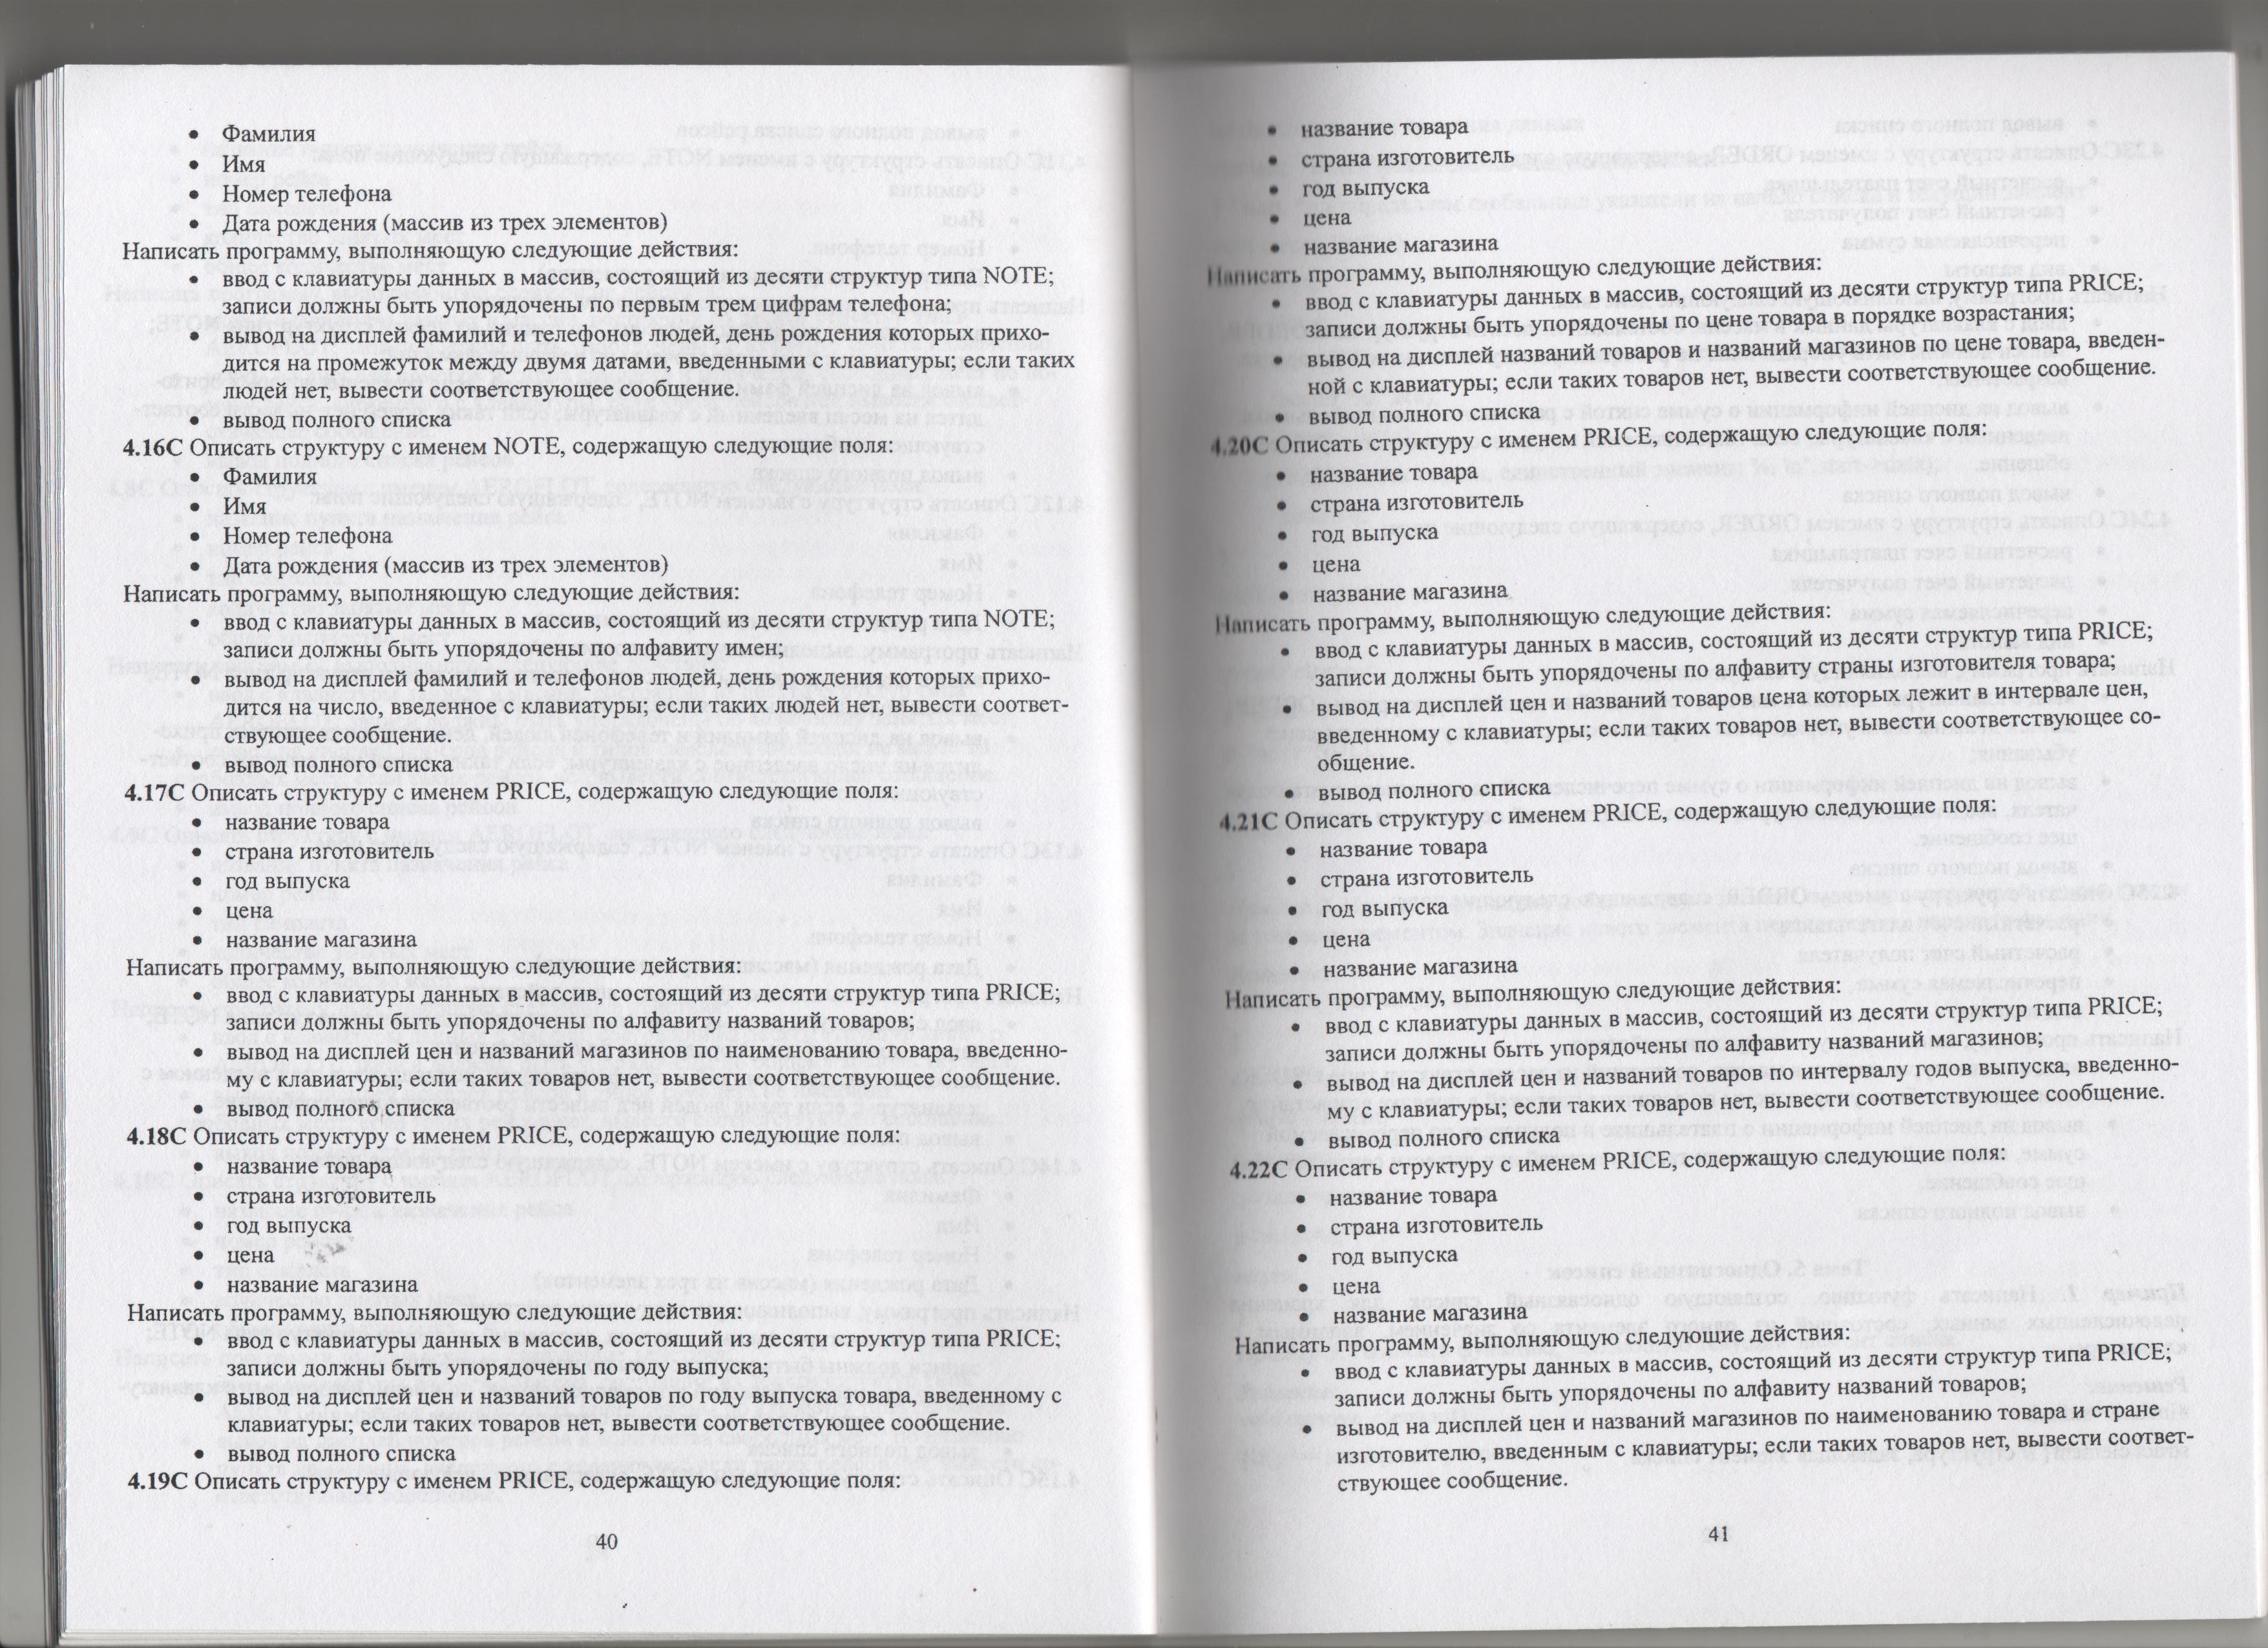 • Фамилия
• Имя
• Номер телефона
• Дата рождения (массив из трех элементов)
Написать программу, выполняющую следующие действия:
• ввод с клавиатуры данных в массив, состоящий из десяти структур типа NOTE;
записи должны быть упорядочены по первым трем цифрам телефона;
• вывод на дисплей фамилий и телефонов людей, день рождения которых прихо-
дится на промежуток между двумя датами, введенными с клавиатуры; если таких
людей нет, вывести соответствующее сообщение.
• вывод полного списка
4.16С Описать структуру с именем NOTE, содержащую следующие поля:
• Фамилия
• Имя
• Номер телефона
• Дата рождения (массив из трех элементов)
Написать программу, выполняющую следующие действия:
• ввод с клавиатуры данных в массив, состоящий из десяти структур типа NOTE;
записи должны быть упорядочены по алфавиту имен;
• вывод на дисплей фамилий и телефонов людей, день рождения которых прихо-
дится на число, введенное с клавиатуры; если таких людей нет, вывести соответ-
ствующее сообщение.
• вывод полного списка
4.17С Описать структуру с именем PRICE, содержащую следующие поля:
• название товара
• страна изготовитель
• год выпуска
• цена
• название магазина
Написать программу, выполняющую следующие действия:
• ввод с клавиатуры данных в массив, состоящий из десяти структур типа PRICE;
записи должны быть упорядочены по алфавиту названий товаров;
• вывод на дисплей цен и названий магазинов по наименованию товара, введенно-
му с клавиатуры; если таких товаров нет, вывести соответствующее сообщение.
• вывод полного списка
4.18С Описать структуру с именем PRICE, содержащую следующие поля:
• название товара
• страна изготовитель
• год выпуска
• цена
• название магазина
Написать программу, выполняющую следующие действия:
• ввод с клавиатуры данных в массив, состоящий из десяти структур типа PRICE;
записи должны быть упорядочены по году выпуска;
• вывод на дисплей цен и названий товаров по году выпуска товара, введенному с
клавиатуры; если таких товаров нет, вывести соответствующее сообщение.
• вывод полного списка
4.19С Описать структуру с именем PRICE, содержащую следующие поля:
40
• название товара
• страна изготовитель
• год выпуска
• цена
• название магазина
Написать программу, выполняющую следующие действия:
• ввод с клавиатуры данных в массив, состоящий из десяти структур типа PRICE;
записи должны быть упорядочены по цене товара в порядке возрастания;
• вывод на дисплей названий товаров и названий магазинов по цене товара, введен-
ной с клавиатуры; если таких товаров нет, вывести соответствующее сообщение.
• вывод полного списка
4.20С Описать структуру с именем PRICE, содержащую следующие поля:
• название товара
• страна изготовитель
• год выпуска
• цена
• название магазина
Написать программу, выполняющую следующие действия:
• ввод с клавиатуры данных в массив, состоящий из десяти структур типа PRICE;
записи должны быть упорядочены по алфавиту страны изготовителя товара;
• вывод на дисплей цен и названий товаров цена которых лежит в интервале цен,
введенному с клавиатуры; если таких товаров нет, вывести соответствующее со-
общение.
• вывод полного списка
4.21С Описать структуру с именем PRICE, содержащую следующие поля:
• название товара
• страна изготовитель
• год выпуска
• цена
• название магазина
Написать программу, выполняющую следующие действия:
• ввод с клавиатуры данных в массив, состоящий из десяти структур типа PRICE;
записи должны быть упорядочены по алфавиту названий магазинов;
• вывод на дисплей цен и названий товаров по интервалу годов выпуска, введенно-
му с клавиатуры; если таких товаров нет, вывести соответствующее сообщение.
• вывод полного списка
4.22С Описать структуру с именем PRICE, содержащую следующие поля:
• название товара
• страна изготовитель
• год выпуска
• цена
• название магазина
Написать программу, выполняющую следующие действия:
• ввод с клавиатуры данных в массив, состоящий из десяти структур типа PRICE;
записи должны быть упорядочены по алфавиту названий товаров;
• вывод на дисплей цен и названий магазинов по наименованию товара и стране
изготовителю, введенным с клавиатуры; если таких товаров нет, вывести соответ-
ствующее сообщение.
41